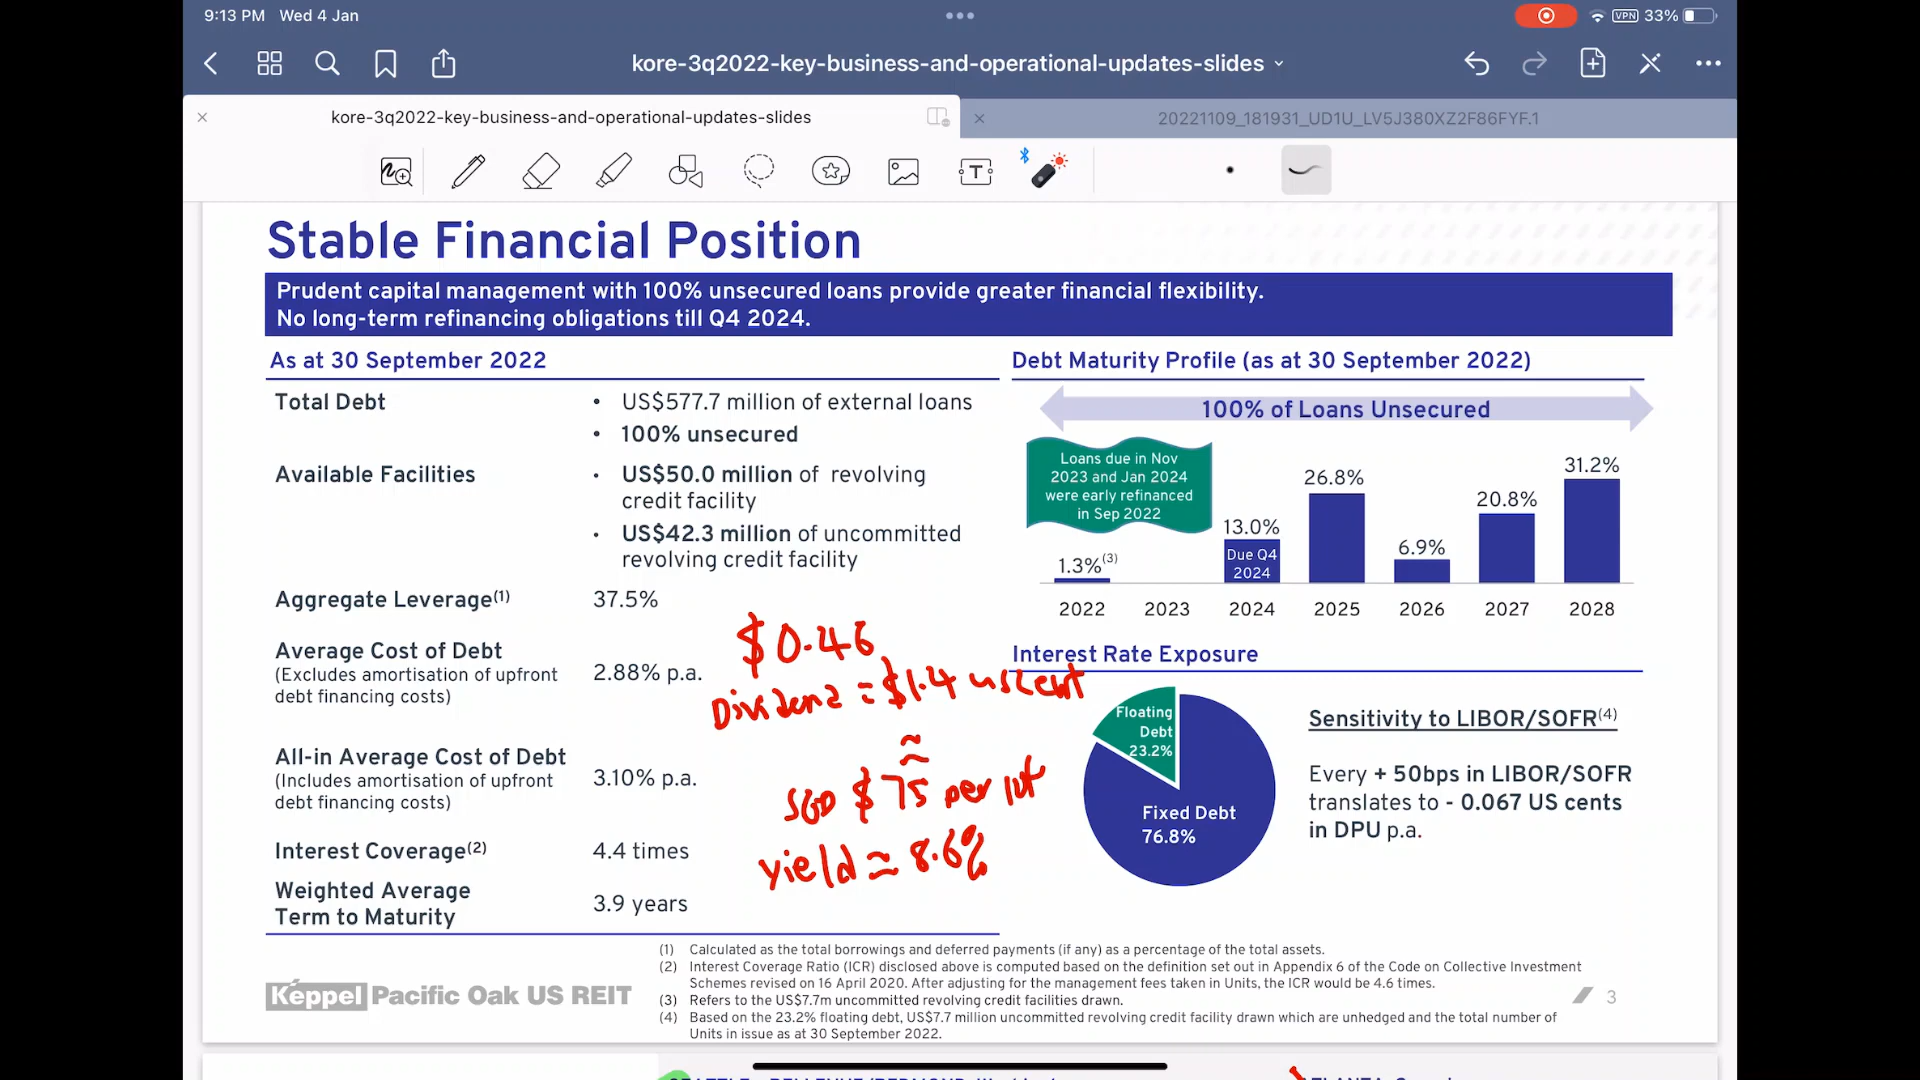 9:13 PM Wed 4 Jan
VPN 33%
kore-3q2022-key-business-and-operational-updates-slides
kore-3q2022-key-business-and-operational-updates-slides
20221109_181931_UD1U_LV5J380XZ2F86FYF.1
Stable Financial Position
Prudent capital management with 100% unsecured loans provide greater financial flexibility.
No long-term refinancing obligations till Q4 2024.
As at 30 September 2022
Total Debt
• US$577.7 million of external loans
• 100% unsecured
Available Facilities
• US$50.0 million of revolving
credit facility
• US$42.3 million of uncommitted
revolving credit facility
Aggregate Leverage(1)
37.5%
Average Cost of Debt
(Excludes amortisation of upfront
debt financing costs)
2.88% p.a.
All-in Average Cost of Debt
(Includes amortisation of upfront
debt financing costs)
3.10% p.a.
Interest Coverage(2)
4.4 times
Weighted Average
Term to Maturity
3.9 years
$0.46
Dividend = $1.4 uscent
≈
SGD $75 per lot
yield ≈ 8.6%
Debt Maturity Profile (as at 30 September 2022)
100% of Loans Unsecured
Loans due in Nov
2023 and Jan 2024
were early refinanced
in Sep 2022
1.3%(3)
13.0%
Due Q4
2024
26.8%
6.9%
20.8%
31.2%
2022 2023 2024 2025 2026 2027 2028
Interest Rate Exposure
Floating
Debt
23.2%
Fixed Debt
76.8%
Sensitivity to LIBOR/SOFR(4)
Every + 50bps in LIBOR/SOFR
translates to - 0.067 US cents
in DPU p.a.
(1) Calculated as the total borrowings and deferred payments (if any) as a percentage of the total assets.
(2) Interest Coverage Ratio (ICR) disclosed above is computed based on the definition set out in Appendix 6 of the Code on Collective Investment
Schemes revised on 16 April 2020. After adjusting for the management fees taken in Units, the ICR would be 4.6 times.
(3) Refers to the US$7.7m uncommitted revolving credit facilities drawn.
(4) Based on the 23.2% floating debt, US$7.7 million uncommitted revolving credit facility drawn which are unhedged and the total number of
Units in issue as at 30 September 2022.
Keppel Pacific Oak US REIT
3